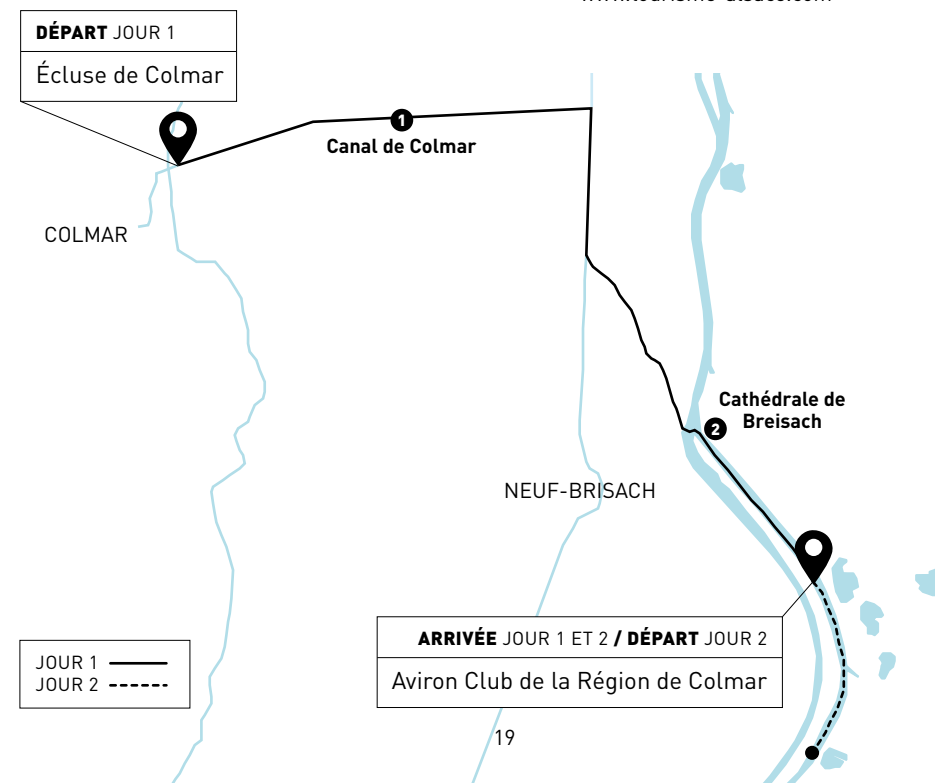 DÉPART JOUR 1
Écluse de Colmar
1
Canal de Colmar
COLMAR
Cathédrale de
Breisach
2
NEUF-BRISACH
ARRIVÉE JOUR 1 ET 2 / DÉPART JOUR 2
Aviron Club de la Région de Colmar
JOUR 1
JOUR 2
19